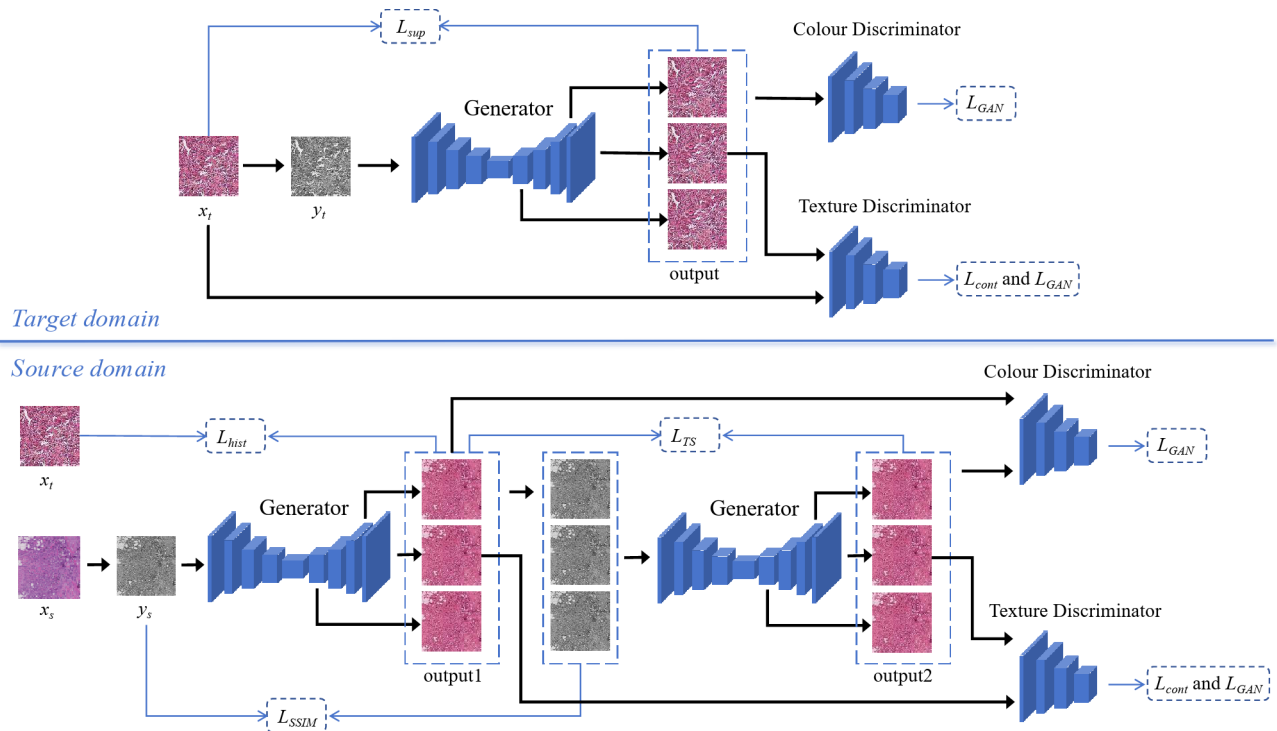 L_sup
Colour Discriminator
Generator
L_GAN
x_t
y_t
Texture Discriminator
output
L_cont and L_GAN
Target domain
Source domain
Colour Discriminator
L_hist
L_TS
L_GAN
x_t
Generator
Generator
x_s
y_s
Texture Discriminator
output1
output2
L_cont and L_GAN
L_SSIM